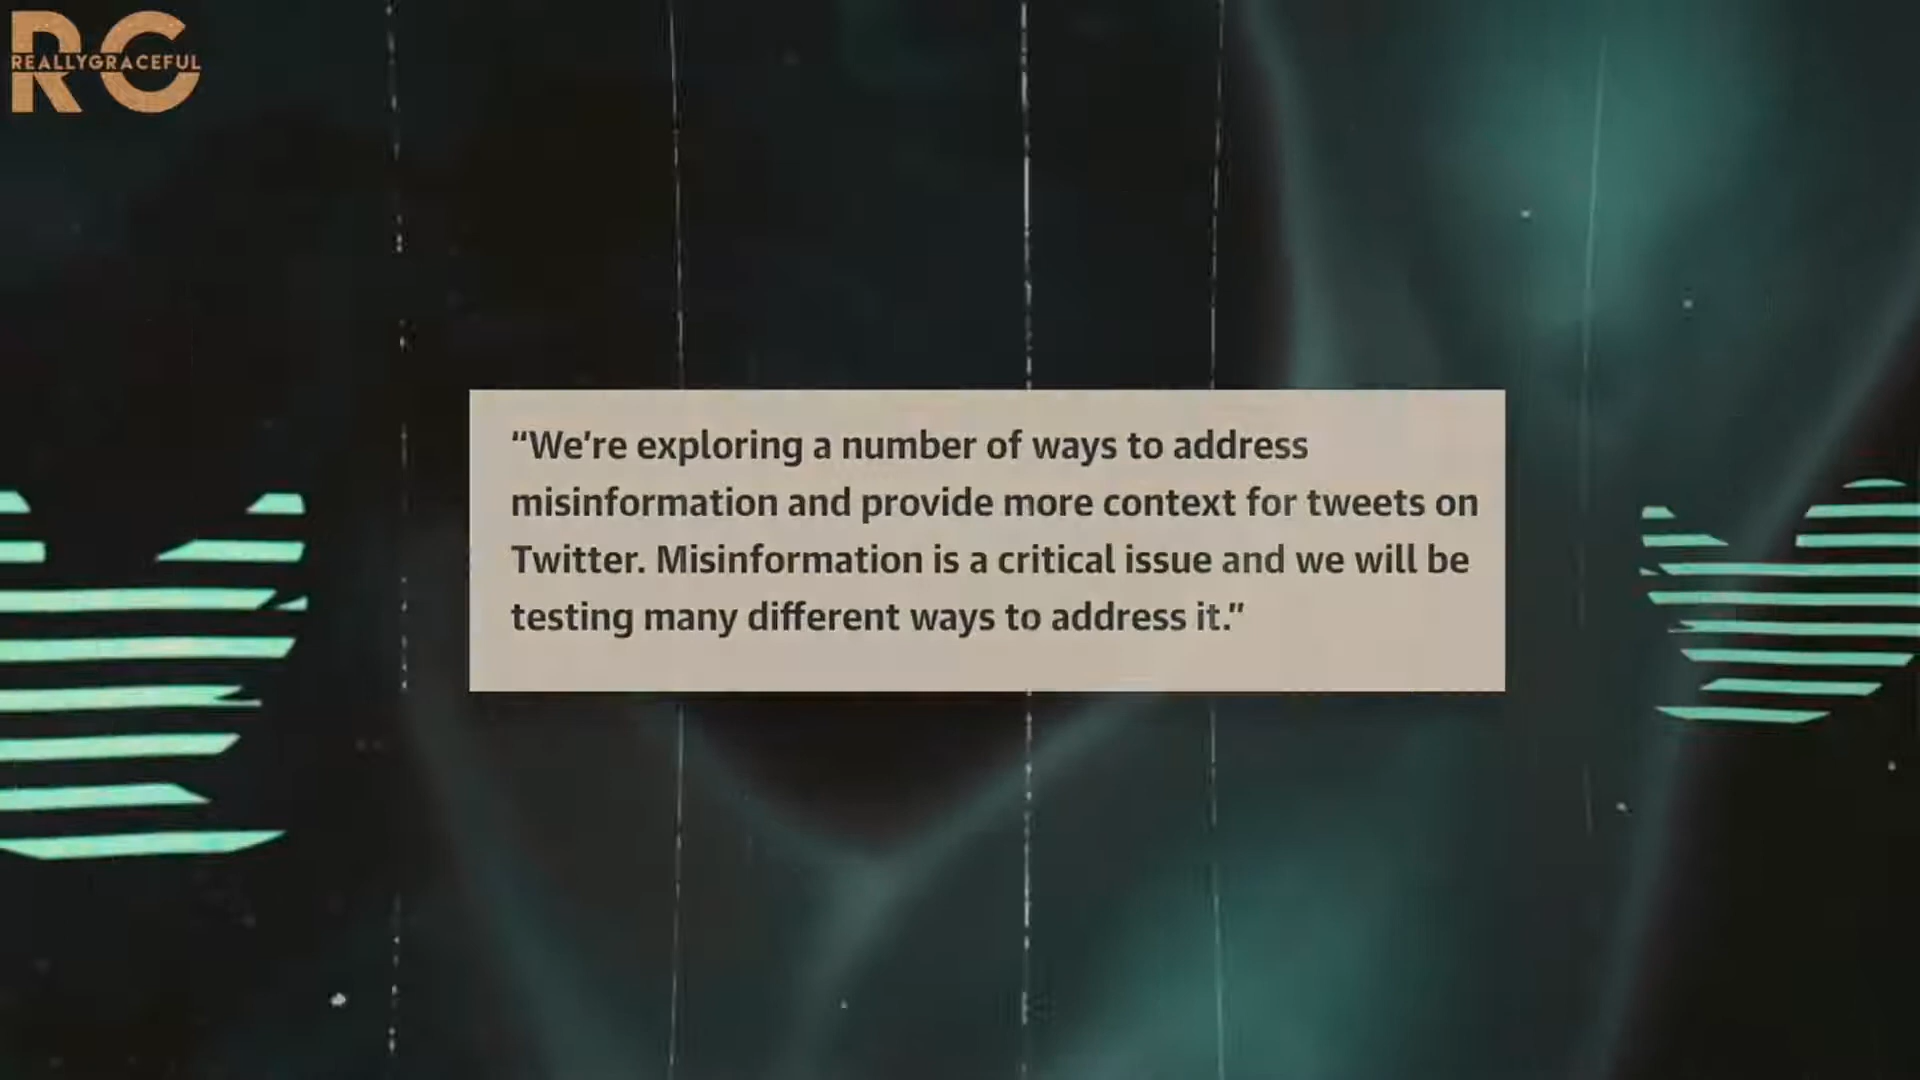 RG
REALLYGRACEFUL
“We’re exploring a number of ways to address
misinformation and provide more context for tweets on
Twitter. Misinformation is a critical issue and we will be
testing many different ways to address it.”